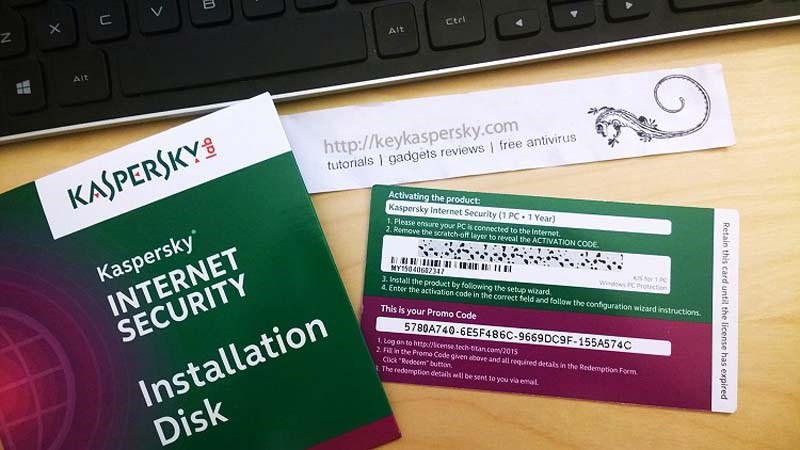 Z
X
C
V
B
Alt
Alt
Ctrl
http://keykaspersky.com
tutorials | gadgets reviews | free antivirus
KASPERSKY lab
Kaspersky®
INTERNET
SECURITY
Installation
Disk
Activating the product:
Kaspersky Internet Security (1 PC • 1 Year)
1. Please ensure your PC is connected to the Internet.
2. Remove the scratch-off layer to reveal the ACTIVATION CODE.
MY15040602347
KIS for 1 PC
Windows PC Protection
3. Install the product by following the setup wizard.
4. Enter the activation code in the correct field and follow the configuration wizard instructions.
This is your Promo Code
5780A740-6E5F4B6C-9669DC9F-155A574C
1. Log on to http://license.tech-titan.com/2015
2. Fill in the Promo Code given above and all required details in the Redemption Form.
Click "Redeem" button.
3. The redemption details will be sent to you via email.
Retain this card until the license has expired